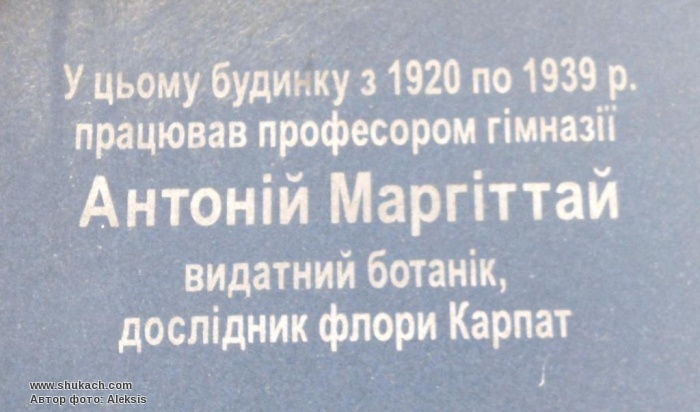 У цьому будинку з 1920 по 1939 р.
працював професором гімназії
Антоній Маргіттай
видатний ботанік,
дослідник флори Карпат
www.shukach.com
Автор фото: Aleksis